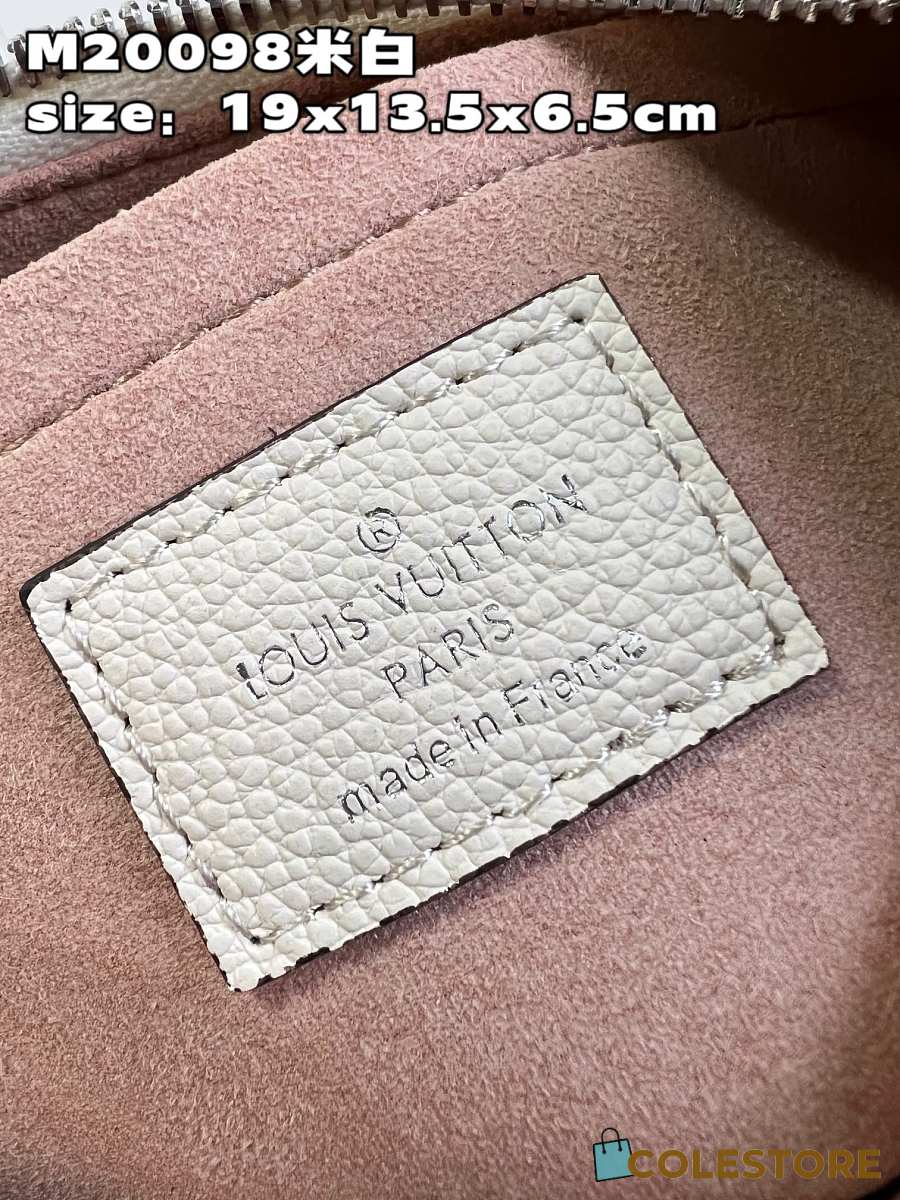 M20098米白
size： 19x13.5x6.5cm
®
LOUIS VUITTON
PARIS
made in France
COLESTORE